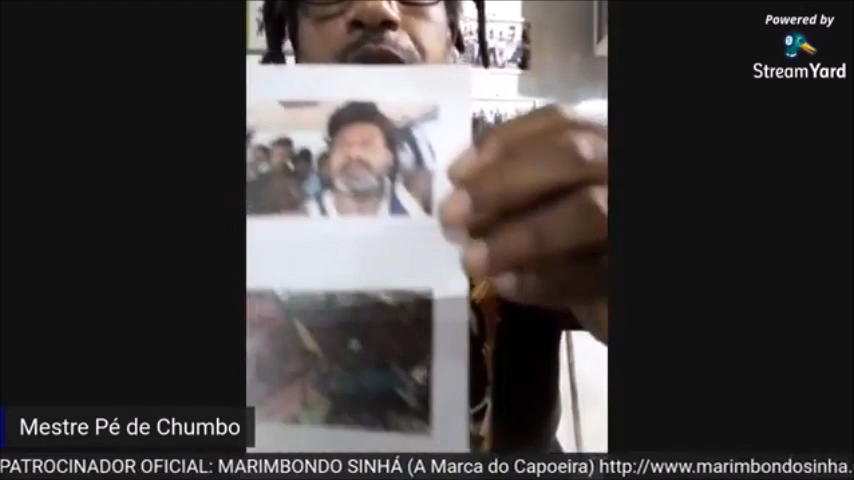 Powered by
StreamYard
Mestre Pé de Chumbo
PATROCINADOR OFICIAL: MARIMBONDO SINHÁ (A Marca do Capoeira) http://www.marimbondosinha.